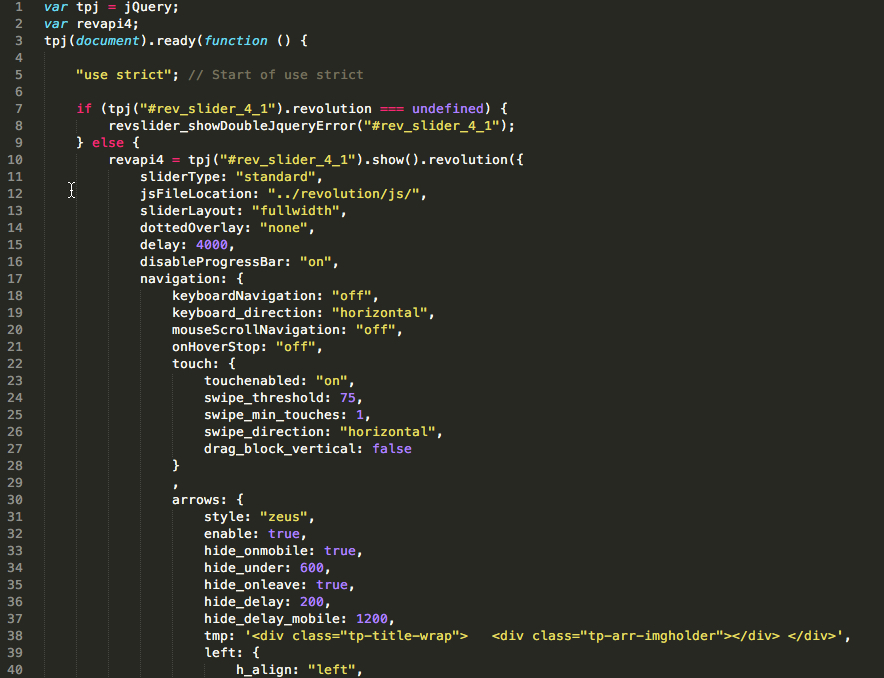 1 var tpj = jQuery;
2 var revapi4;
3 tpj(document).ready(function () {
4
5     "use strict"; // Start of use strict
6
7     if (tpj("#rev_slider_4_1").revolution === undefined) {
8         revslider_showDoubleJqueryError("#rev_slider_4_1");
9     } else {
10         revapi4 = tpj("#rev_slider_4_1").show().revolution({
11             sliderType: "standard",
12             jsFileLocation: "../revolution/js/",
13             sliderLayout: "fullwidth",
14             dottedOverlay: "none",
15             delay: 4000,
16             disableProgressBar: "on",
17             navigation: {
18                 keyboardNavigation: "off",
19                 keyboard_direction: "horizontal",
20                 mouseScrollNavigation: "off",
21                 onHoverStop: "off",
22                 touch: {
23                     touchenabled: "on",
24                     swipe_threshold: 75,
25                     swipe_min_touches: 1,
26                     swipe_direction: "horizontal",
27                     drag_block_vertical: false
28                 }
29                 ,
30                 arrows: {
31                     style: "zeus",
32                     enable: true,
33                     hide_onmobile: true,
34                     hide_under: 600,
35                     hide_onleave: true,
36                     hide_delay: 200,
37                     hide_delay_mobile: 1200,
38                     tmp: '<div class="tp-title-wrap">   <div class="tp-arr-imgholder"></div> </div>',
39                     left: {
40                         h_align: "left",